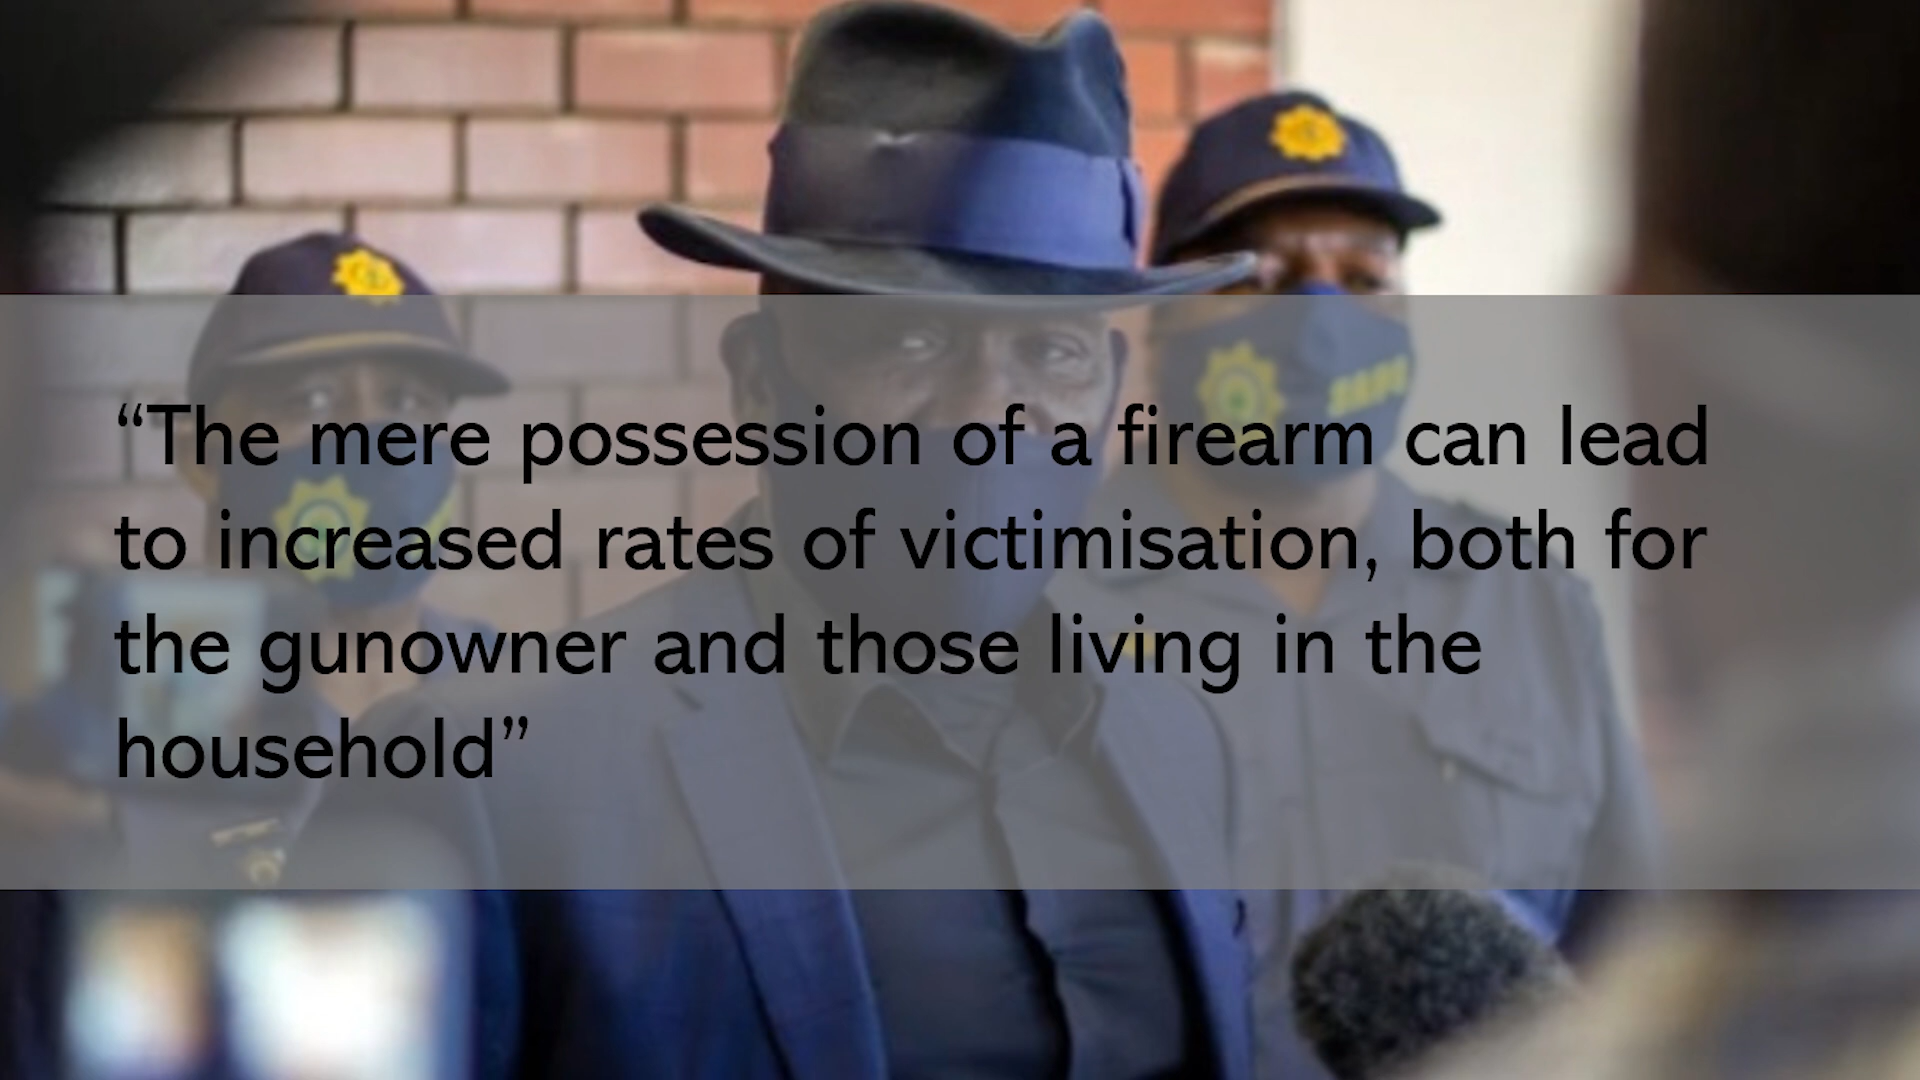 “The mere possession of a firearm can lead
to increased rates of victimisation, both for
the gunowner and those living in the
household”
SAPS